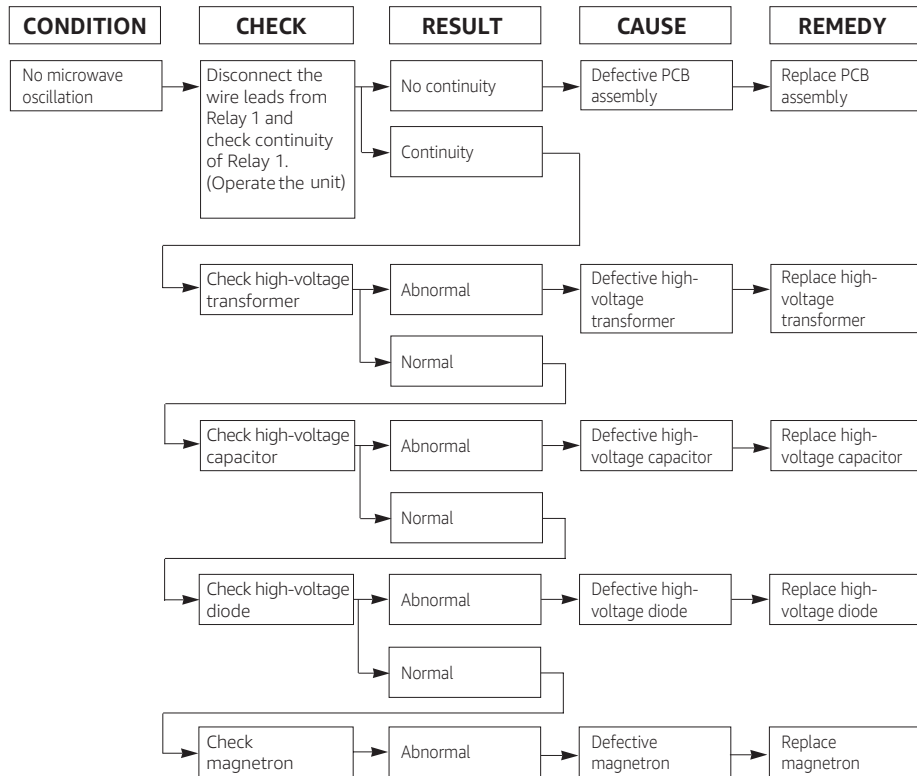 CONDITION
CHECK
RESULT
CAUSE
REMEDY
No microwave
oscillation
Disconnect the
wire leads from
Relay 1 and
check continuity
of Relay 1.
(Operate the unit)
No continuity
Defective PCB
assembly
Replace PCB
assembly
Continuity
Check high-voltage
transformer
Abnormal
Defective high-
voltage
transformer
Replace high-
voltage
transformer
Normal
Check high-voltage
capacitor
Abnormal
Defective high-
voltage capacitor
Replace high-
voltage capacitor
Normal
Check high-voltage
diode
Abnormal
Defective high-
voltage diode
Replace high-
voltage diode
Normal
Check
magnetron
Abnormal
Defective
magnetron
Replace
magnetron